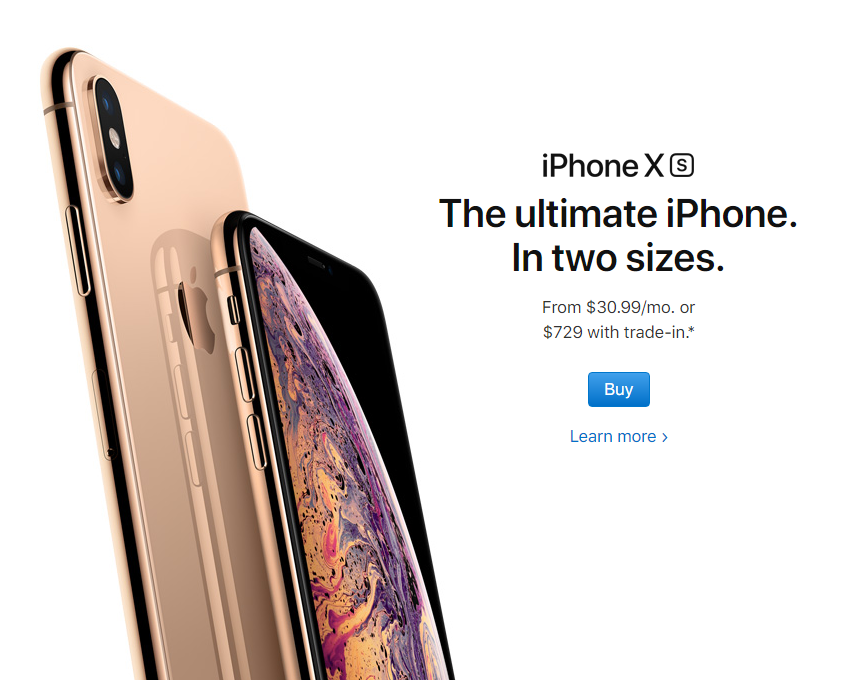 iPhone XS
The ultimate iPhone.
In two sizes.
From $30.99/mo. or
$729 with trade-in.*
Buy
Learn more ›